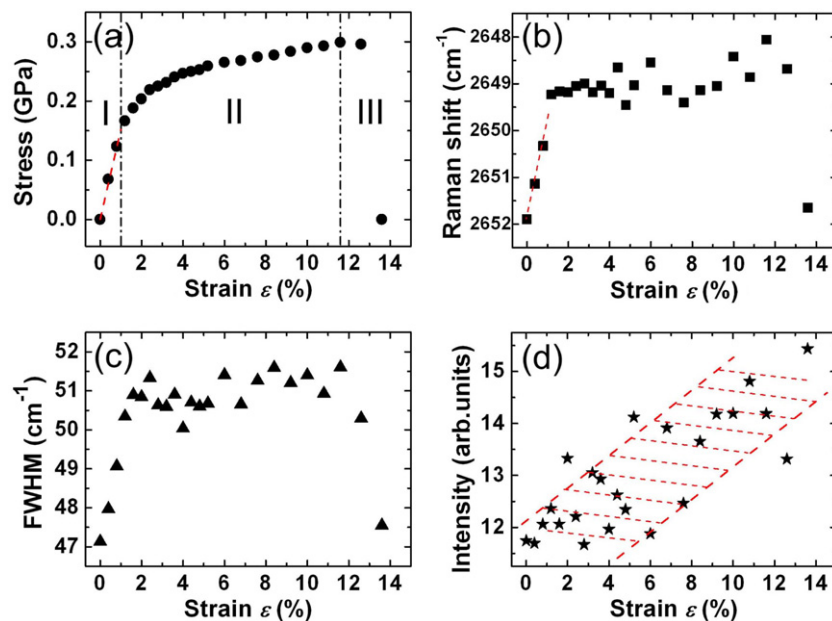 (a)
Stress (GPa)
0.3
0.2
0.1
0.0
I
II
III
0 2 4 6 8 10 12 14
Strain ε (%)
(b)
Raman shift (cm⁻¹)
2648
2649
2650
2651
2652
0 2 4 6 8 10 12 14
Strain ε (%)
(c)
FWHM (cm⁻¹)
52
51
50
49
48
47
0 2 4 6 8 10 12 14
Strain ε (%)
(d)
Intensity (arb.units)
15
14
13
12
0 2 4 6 8 10 12 14
Strain ε (%)